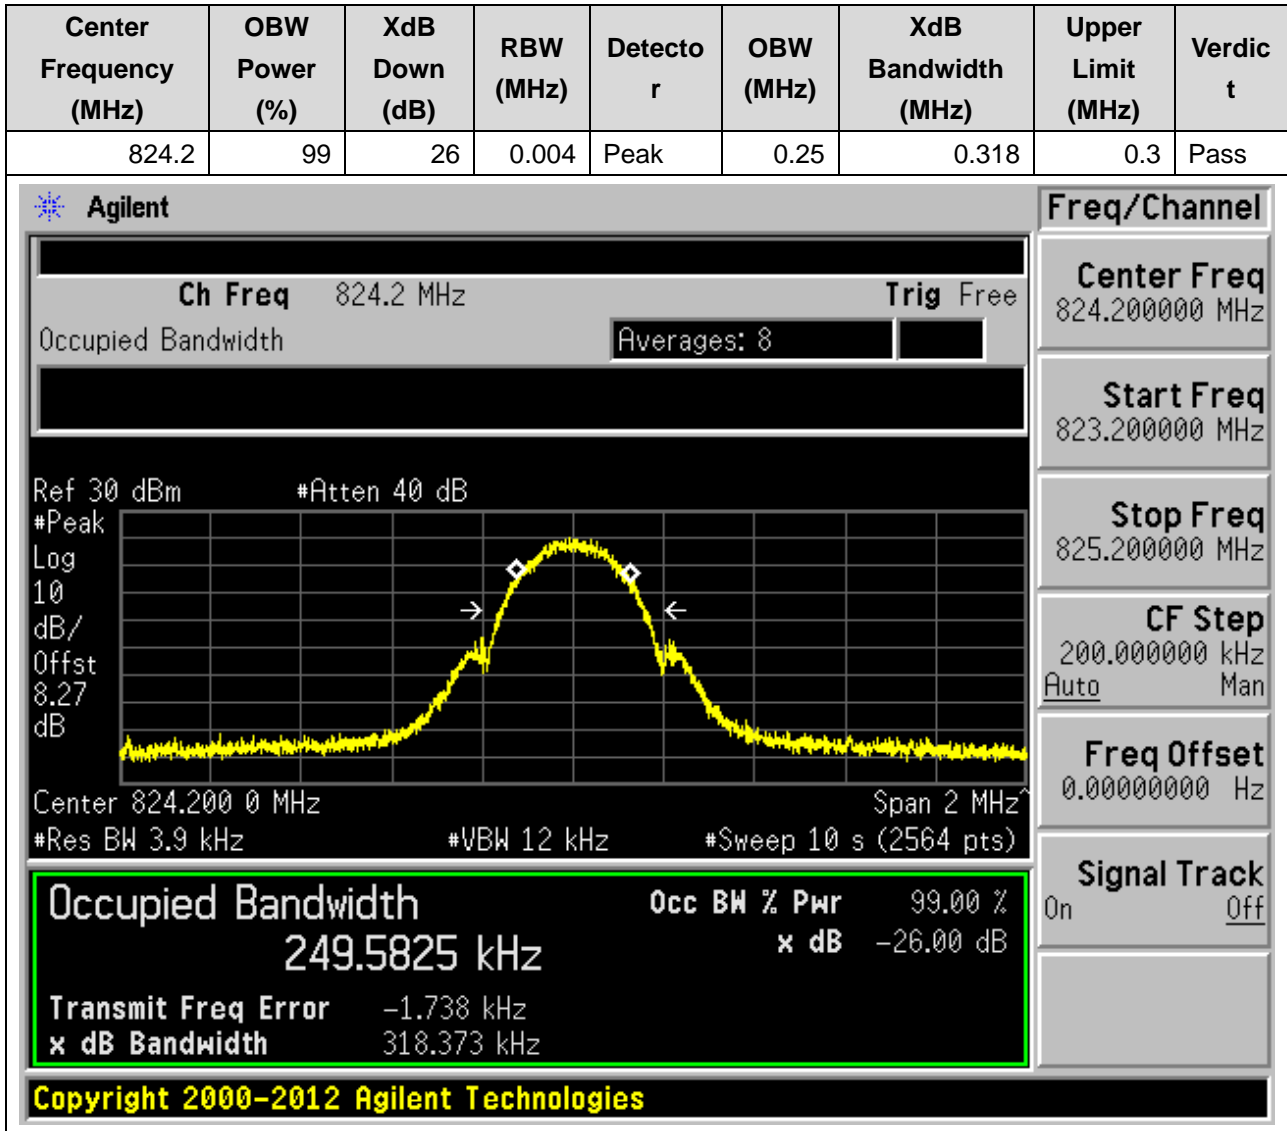 Center Frequency (MHz) OBW Power (%) XdB Down (dB) RBW (MHz) Detecto r OBW (MHz) XdB Bandwidth (MHz) Upper Limit (MHz) Verdic t
824.2 99 26 0.004 Peak 0.25 0.318 0.3 Pass
Agilent Freq/Channel
Ch Freq 824.2 MHz Trig Free
Occupied Bandwidth Averages: 8
Center Freq
824.200000 MHz
Start Freq
823.200000 MHz
Stop Freq
825.200000 MHz
CF Step
200.000000 kHz
Auto Man
Freq Offset
0.00000000 Hz
Signal Track
On Off
Ref 30 dBm #Atten 40 dB
#Peak
Log
10
dB/
Offst
8.27
dB
Center 824.200 0 MHz Span 2 MHz^
#Res BW 3.9 kHz #VBW 12 kHz #Sweep 10 s (2564 pts)
Occupied Bandwidth Occ BW % Pwr 99.00 %
249.5825 kHz x dB -26.00 dB
Transmit Freq Error -1.738 kHz
x dB Bandwidth 318.373 kHz
Copyright 2000-2012 Agilent Technologies